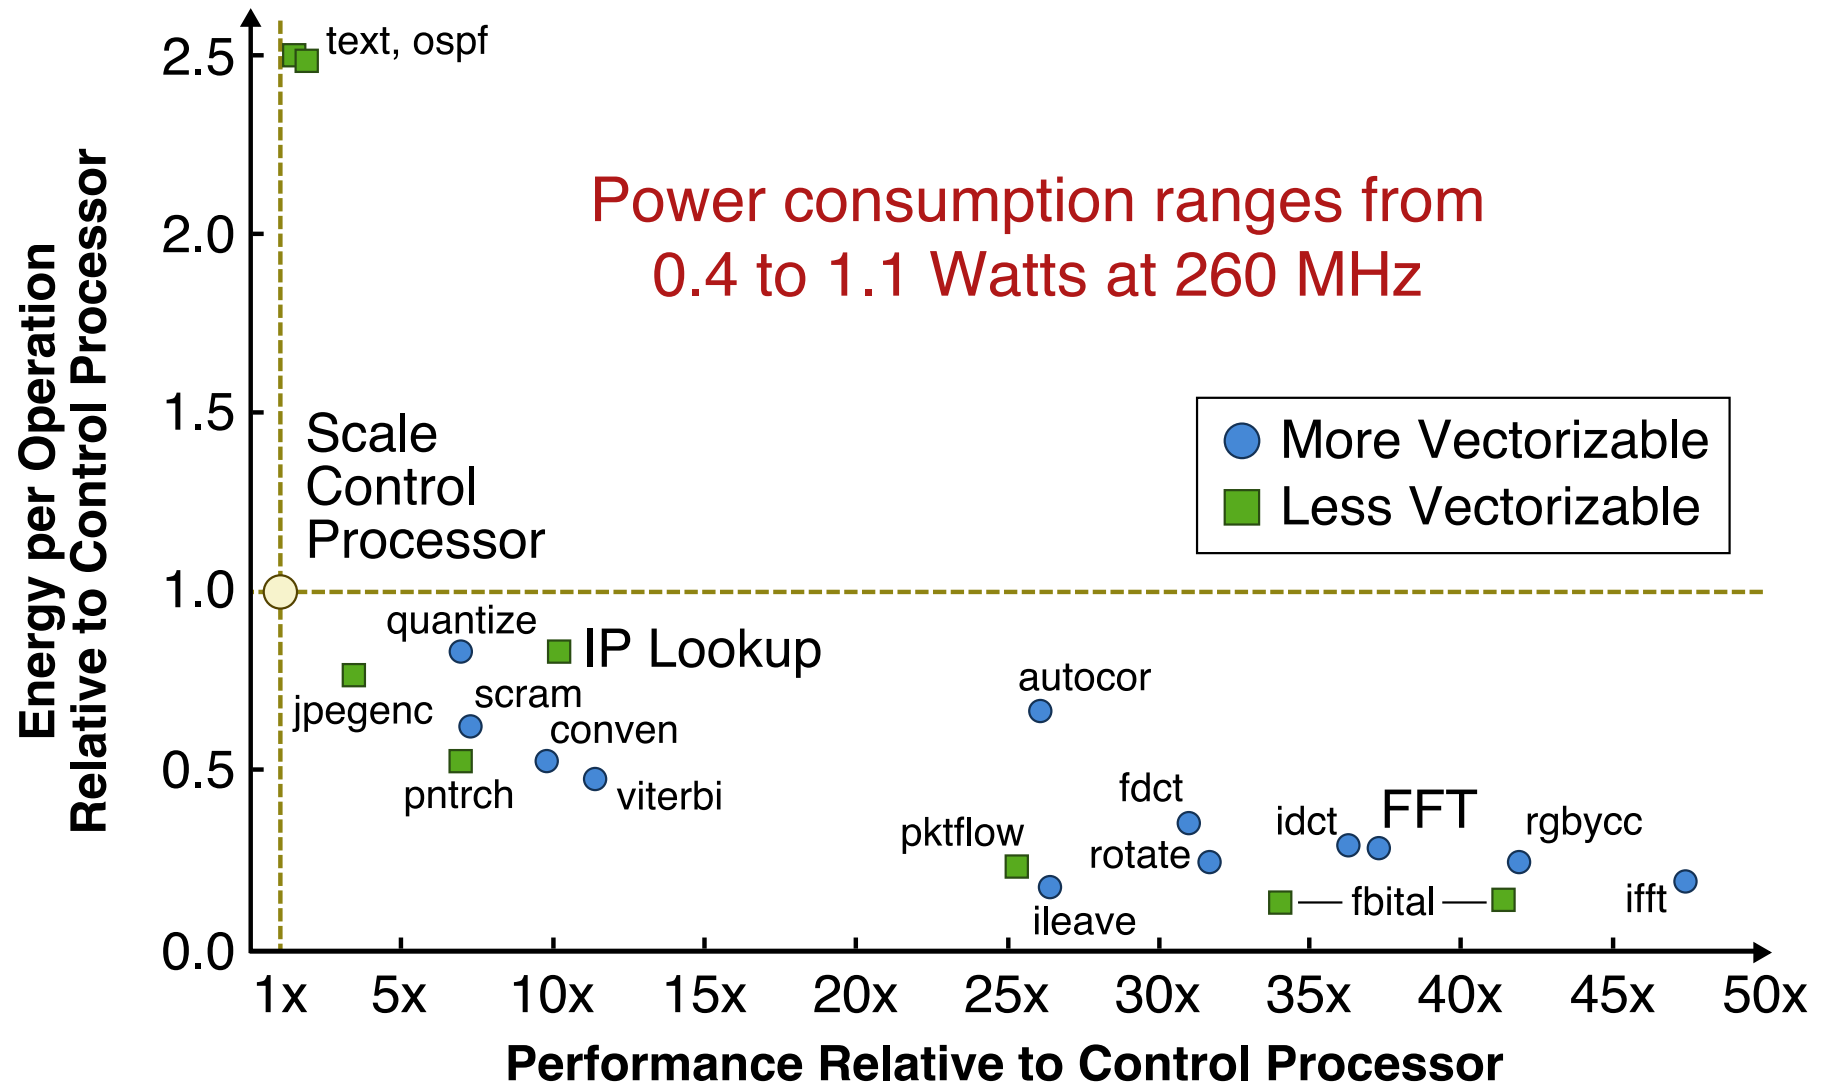 text, ospf
2.5
2.0
1.5
1.0
0.5
0.0
Energy per Operation
Relative to Control Processor
Power consumption ranges from
0.4 to 1.1 Watts at 260 MHz
Scale
Control
Processor
More Vectorizable
Less Vectorizable
quantize
IP Lookup
jpegenc
scram
conven
pntrch
viterbi
autocor
fdct
pktflow
rotate
ileave
idct
FFT
rgbycc
fbital
ifft
1x 5x 10x 15x 20x 25x 30x 35x 40x 45x 50x
Performance Relative to Control Processor